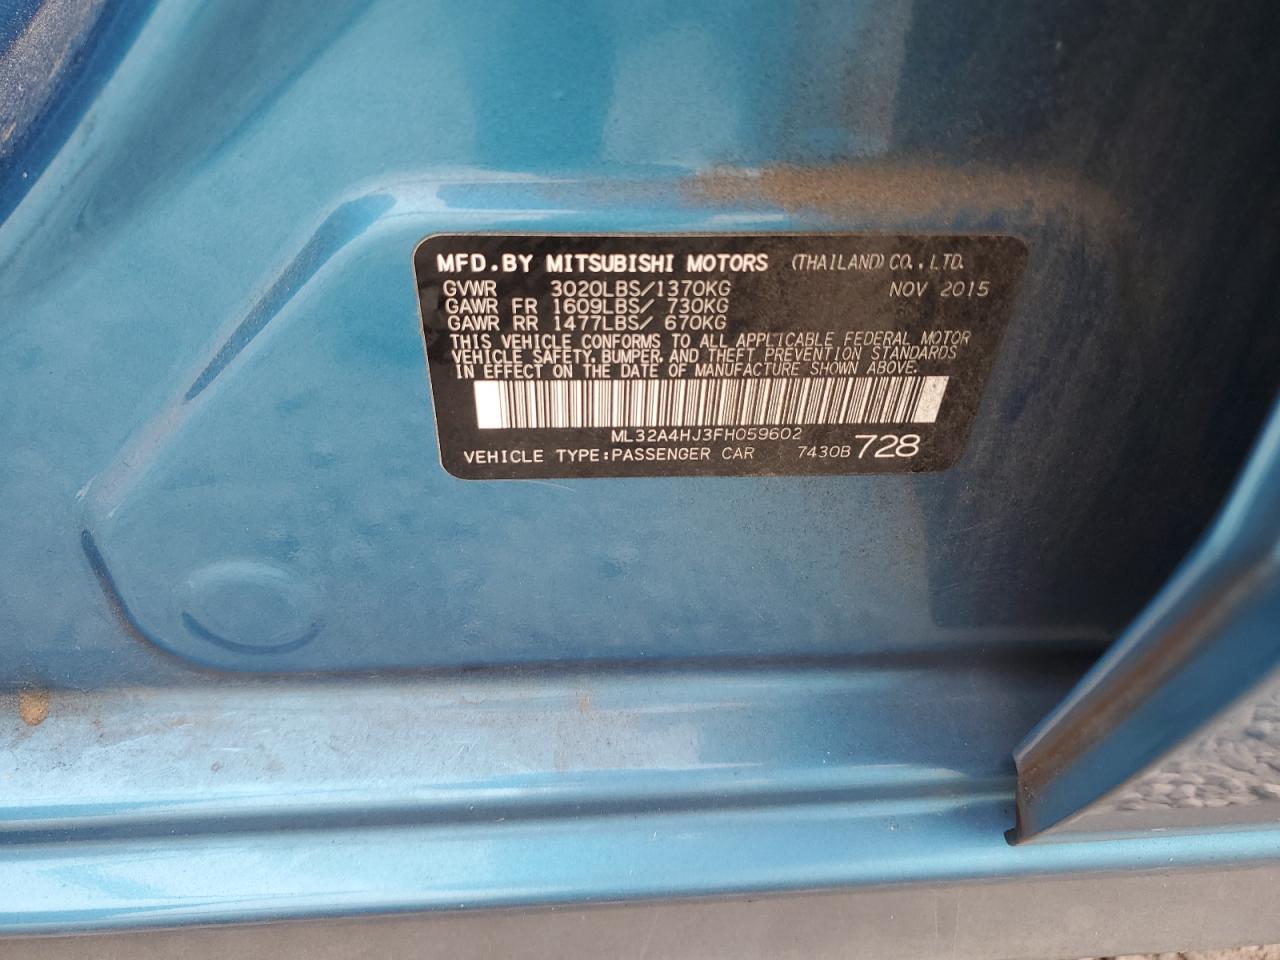 MFD.BY MITSUBISHI MOTORS (THAILAND) CO., LTD.
GVWR 3020LBS/1370KG NOV 2015
GAWR FR 1609LBS/ 730KG
GAWR RR 1477LBS/ 670KG
THIS VEHICLE CONFORMS TO ALL APPLICABLE FEDERAL MOTOR
VEHICLE SAFETY, BUMPER, AND THEFT PREVENTION STANDARDS
IN EFFECT ON THE DATE OF MANUFACTURE SHOWN ABOVE.
ML32A4HJ3FH059602
VEHICLE TYPE:PASSENGER CAR 7430B 728